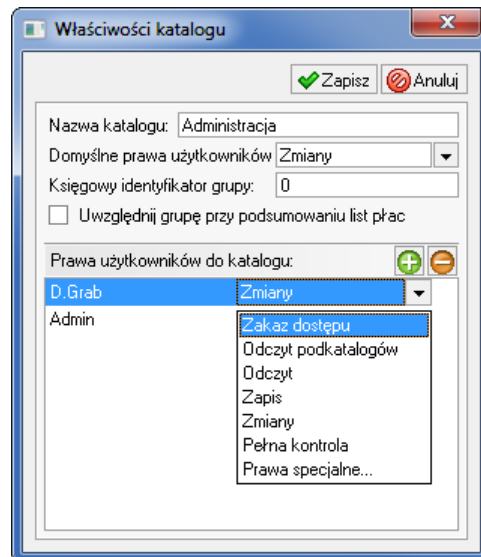 Właściwości katalogu
Zapisz Anuluj
Nazwa katalogu: Administracja
Domyślne prawa użytkowników Zmiany
Księgowy identyfikator grupy: 0
Uwzględnij grupę przy podsumowaniu list płac
Prawa użytkowników do katalogu:
D.Grab Zmiany
Admin
Zakaz dostępu
Odczyt podkatalogów
Odczyt
Zapis
Zmiany
Pełna kontrola
Prawa specjalne...